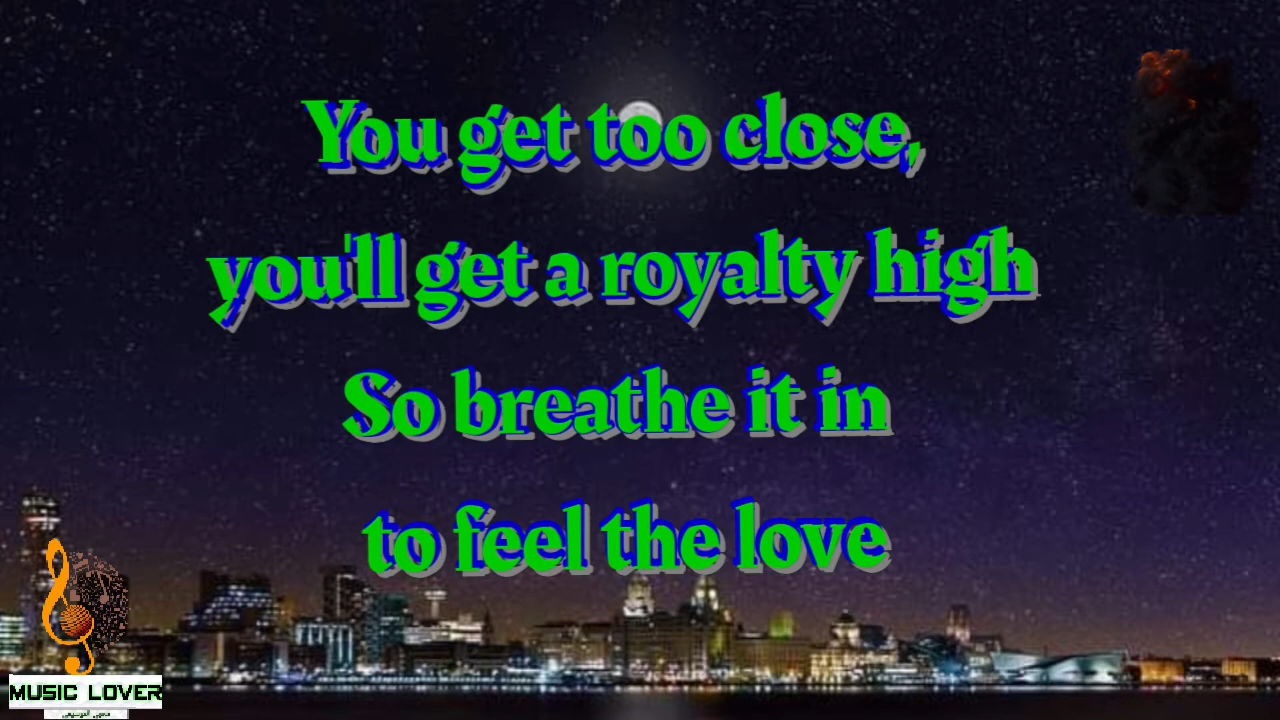 You get too close,
you'll get a royalty high
So breathe it in
to feel the love
MUSIC LOVER